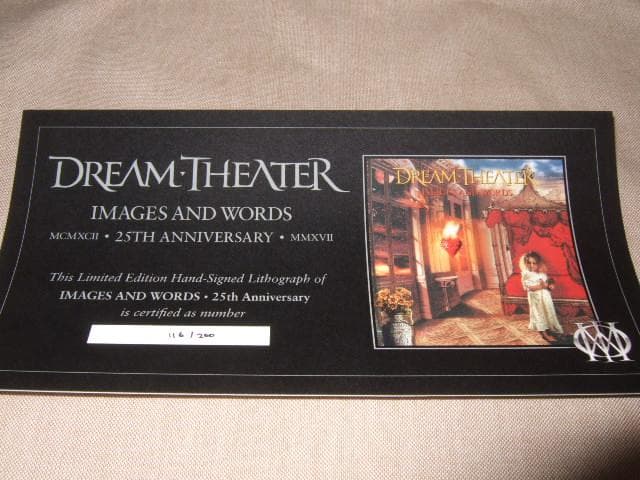 DREAM·THEATER
IMAGES AND WORDS
MCMXCII • 25TH ANNIVERSARY • MMXVII
This Limited Edition Hand-Signed Lithograph of
IMAGES AND WORDS • 25th Anniversary
is certified as number
116/200
DREAM·THEATER
IMAGES AND WORDS